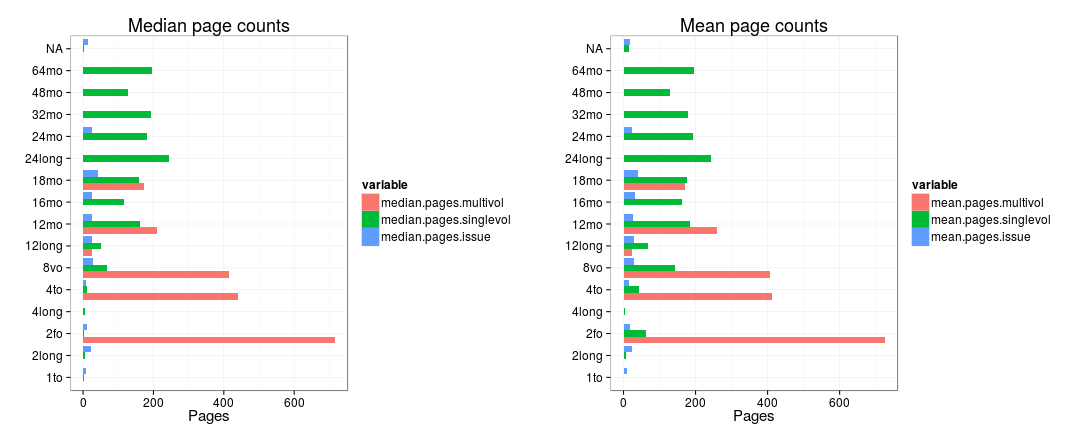 Median page counts
NA
64mo
48mo
32mo
24mo
24long
18mo
16mo
12mo
12long
8vo
4to
4long
2fo
2long
1to
0 200 400 600
Pages
variable
median.pages.multivol
median.pages.singlevol
median.pages.issue
Mean page counts
NA
64mo
48mo
32mo
24mo
24long
18mo
16mo
12mo
12long
8vo
4to
4long
2fo
2long
1to
0 200 400 600
Pages
variable
mean.pages.multivol
mean.pages.singlevol
mean.pages.issue